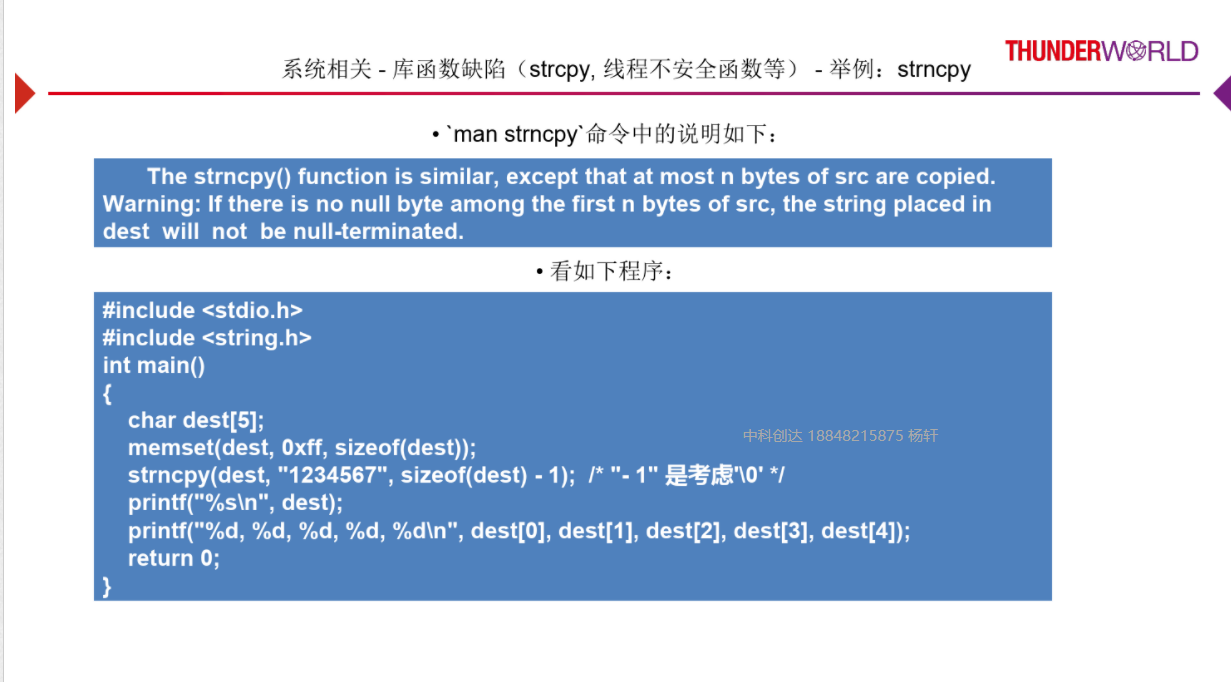 THUNDERWORLD
系统相关 - 库函数缺陷（strcpy, 线程不安全函数等） - 举例：strncpy
• `man strncpy`命令中的说明如下：
The strncpy() function is similar, except that at most n bytes of src are copied.
Warning: If there is no null byte among the first n bytes of src, the string placed in
dest will not be null-terminated.
• 看如下程序：
#include <stdio.h>
#include <string.h>
int main()
{
char dest[5];
memset(dest, 0xff, sizeof(dest));
strncpy(dest, "1234567", sizeof(dest) - 1); /* "- 1" 是考虑'\0' */
printf("%s\n", dest);
printf("%d, %d, %d, %d, %d\n", dest[0], dest[1], dest[2], dest[3], dest[4]);
return 0;
}
中科创达 18848215875 杨轩